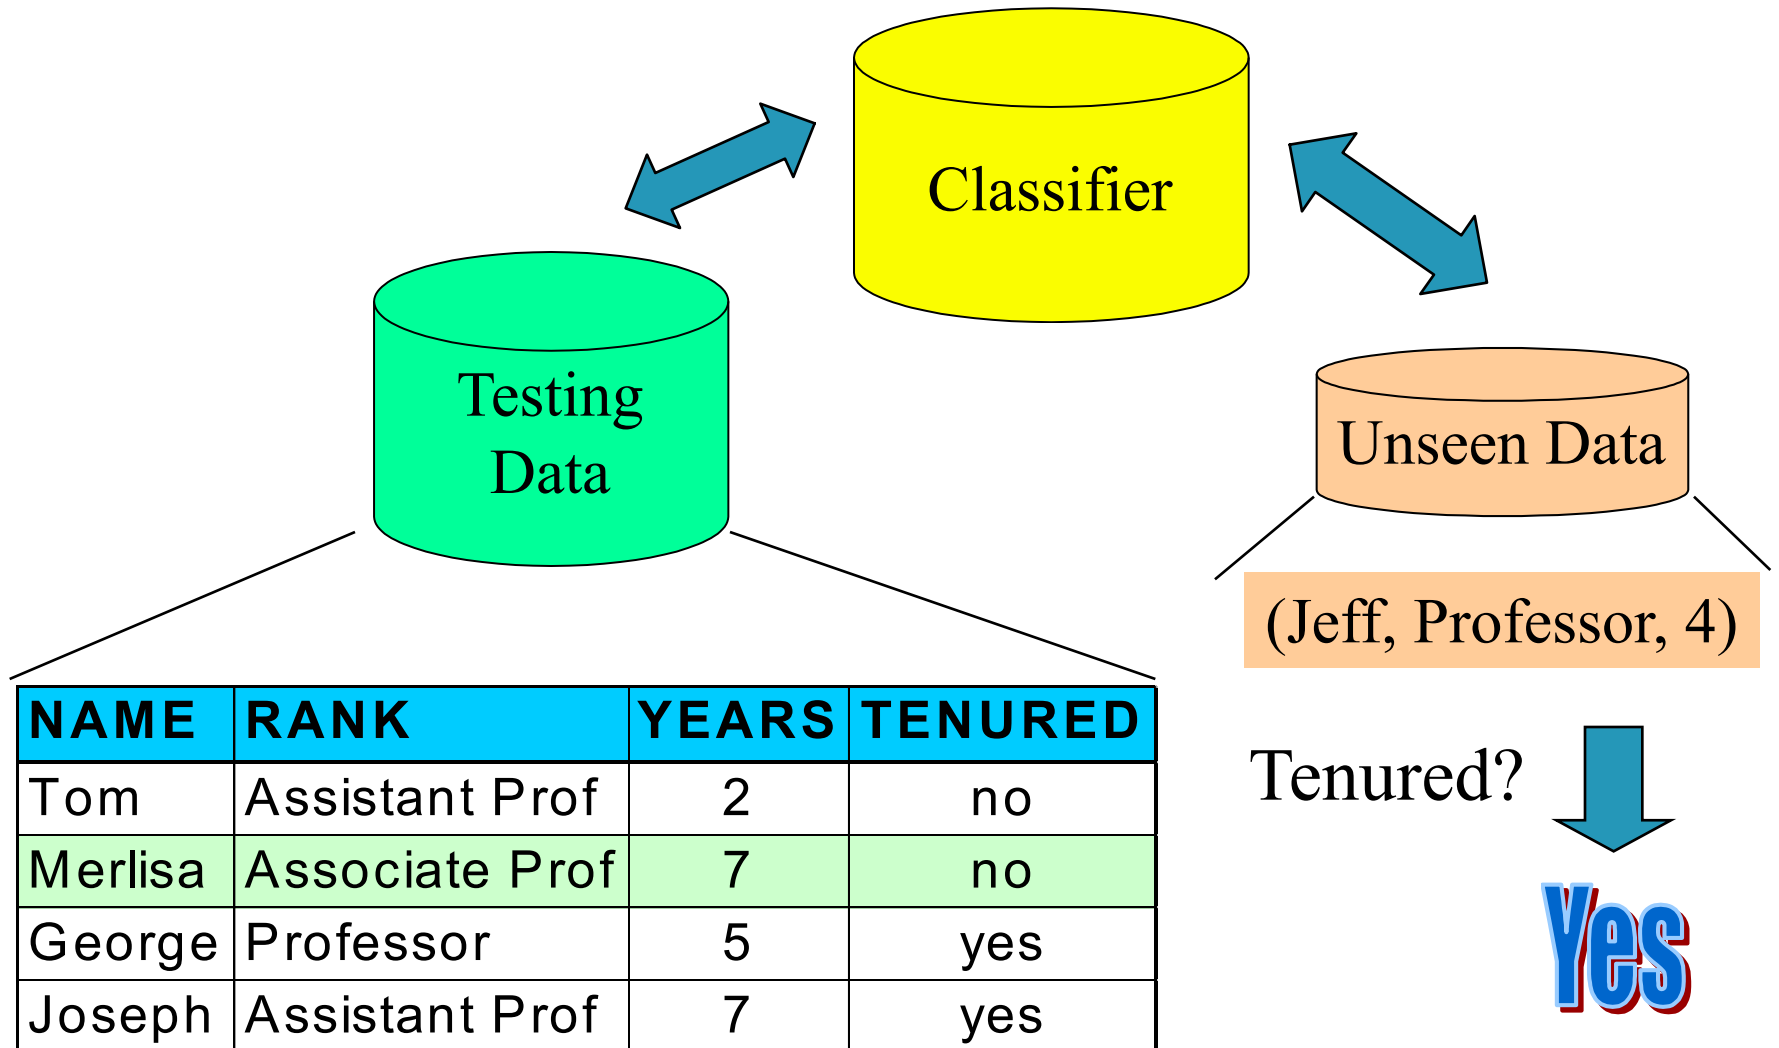 Classifier
Testing
Data
Unseen Data
(Jeff, Professor, 4)
NAME RANK YEARS TENURED
Tom Assistant Prof 2 no
Merlisa Associate Prof 7 no
George Professor 5 yes
Joseph Assistant Prof 7 yes
Tenured?
Yes